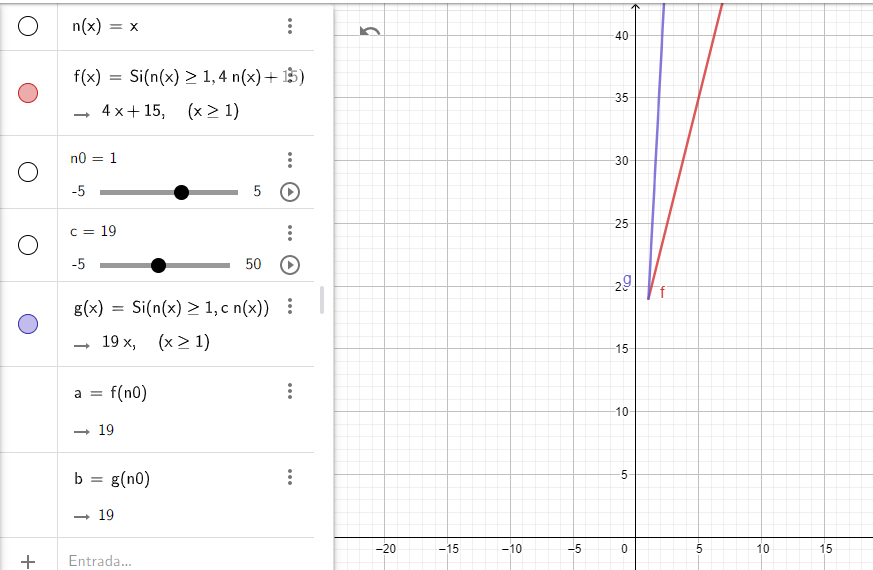 n(x) = x
f(x) = Si(n(x) ≥ 1, 4 n(x) + 15)
→ 4 x + 15, (x ≥ 1)
n0 = 1
-5 5
c = 19
-5 50
g(x) = Si(n(x) ≥ 1, c n(x))
→ 19 x, (x ≥ 1)
a = f(n0)
→ 19
b = g(n0)
→ 19
+ Entrada...
40
35
30
25
g
f
15
10
5
–20 –15 –10 –5 0 5 10 15